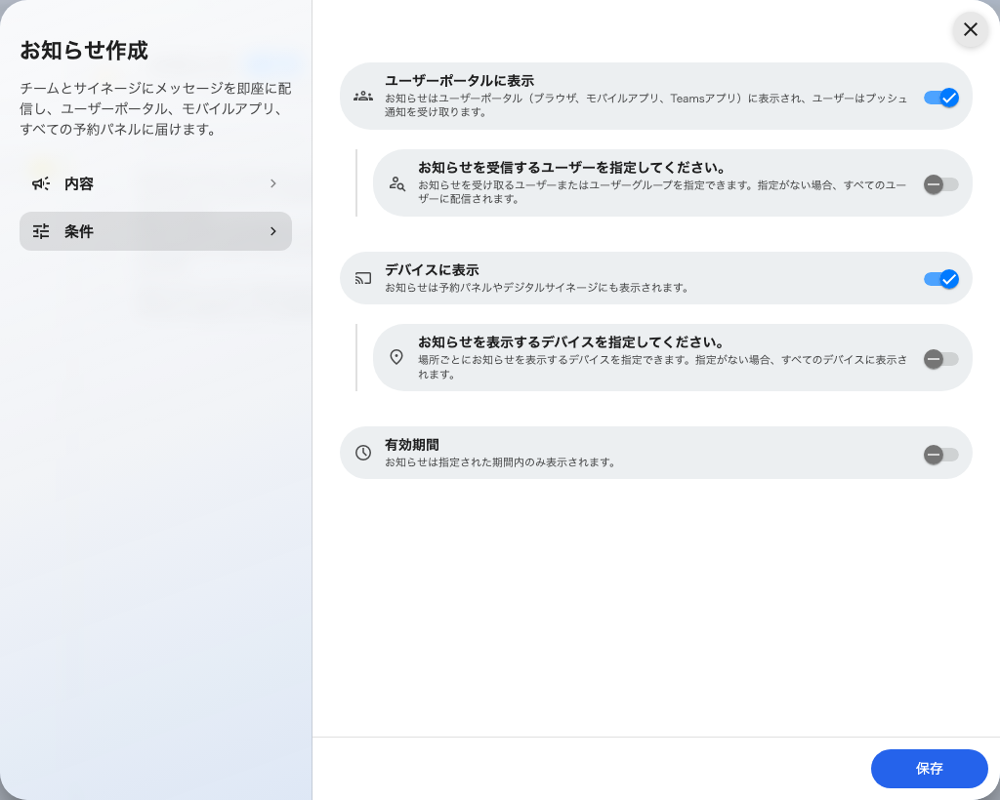 お知らせ作成
チームとサイネージにメッセージを即座に配
信し、ユーザーポータル、モバイルアプリ、
すべての予約パネルに届けます。
内容
条件
ユーザーポータルに表示
お知らせはユーザーポータル（ブラウザ、モバイルアプリ、Teamsアプリ）に表示され、ユーザーはプッシュ
通知を受け取ります。
お知らせを受信するユーザーを指定してください。
お知らせを受け取るユーザーまたはユーザーグループを指定できます。指定がない場合、すべてのユー
ザーに配信されます。
デバイスに表示
お知らせは予約パネルやデジタルサイネージにも表示されます。
お知らせを表示するデバイスを指定してください。
場所ごとにお知らせを表示するデバイスを指定できます。指定がない場合、すべてのデバイスに表示さ
れます。
有効期間
お知らせは指定された期間内のみ表示されます。
保存